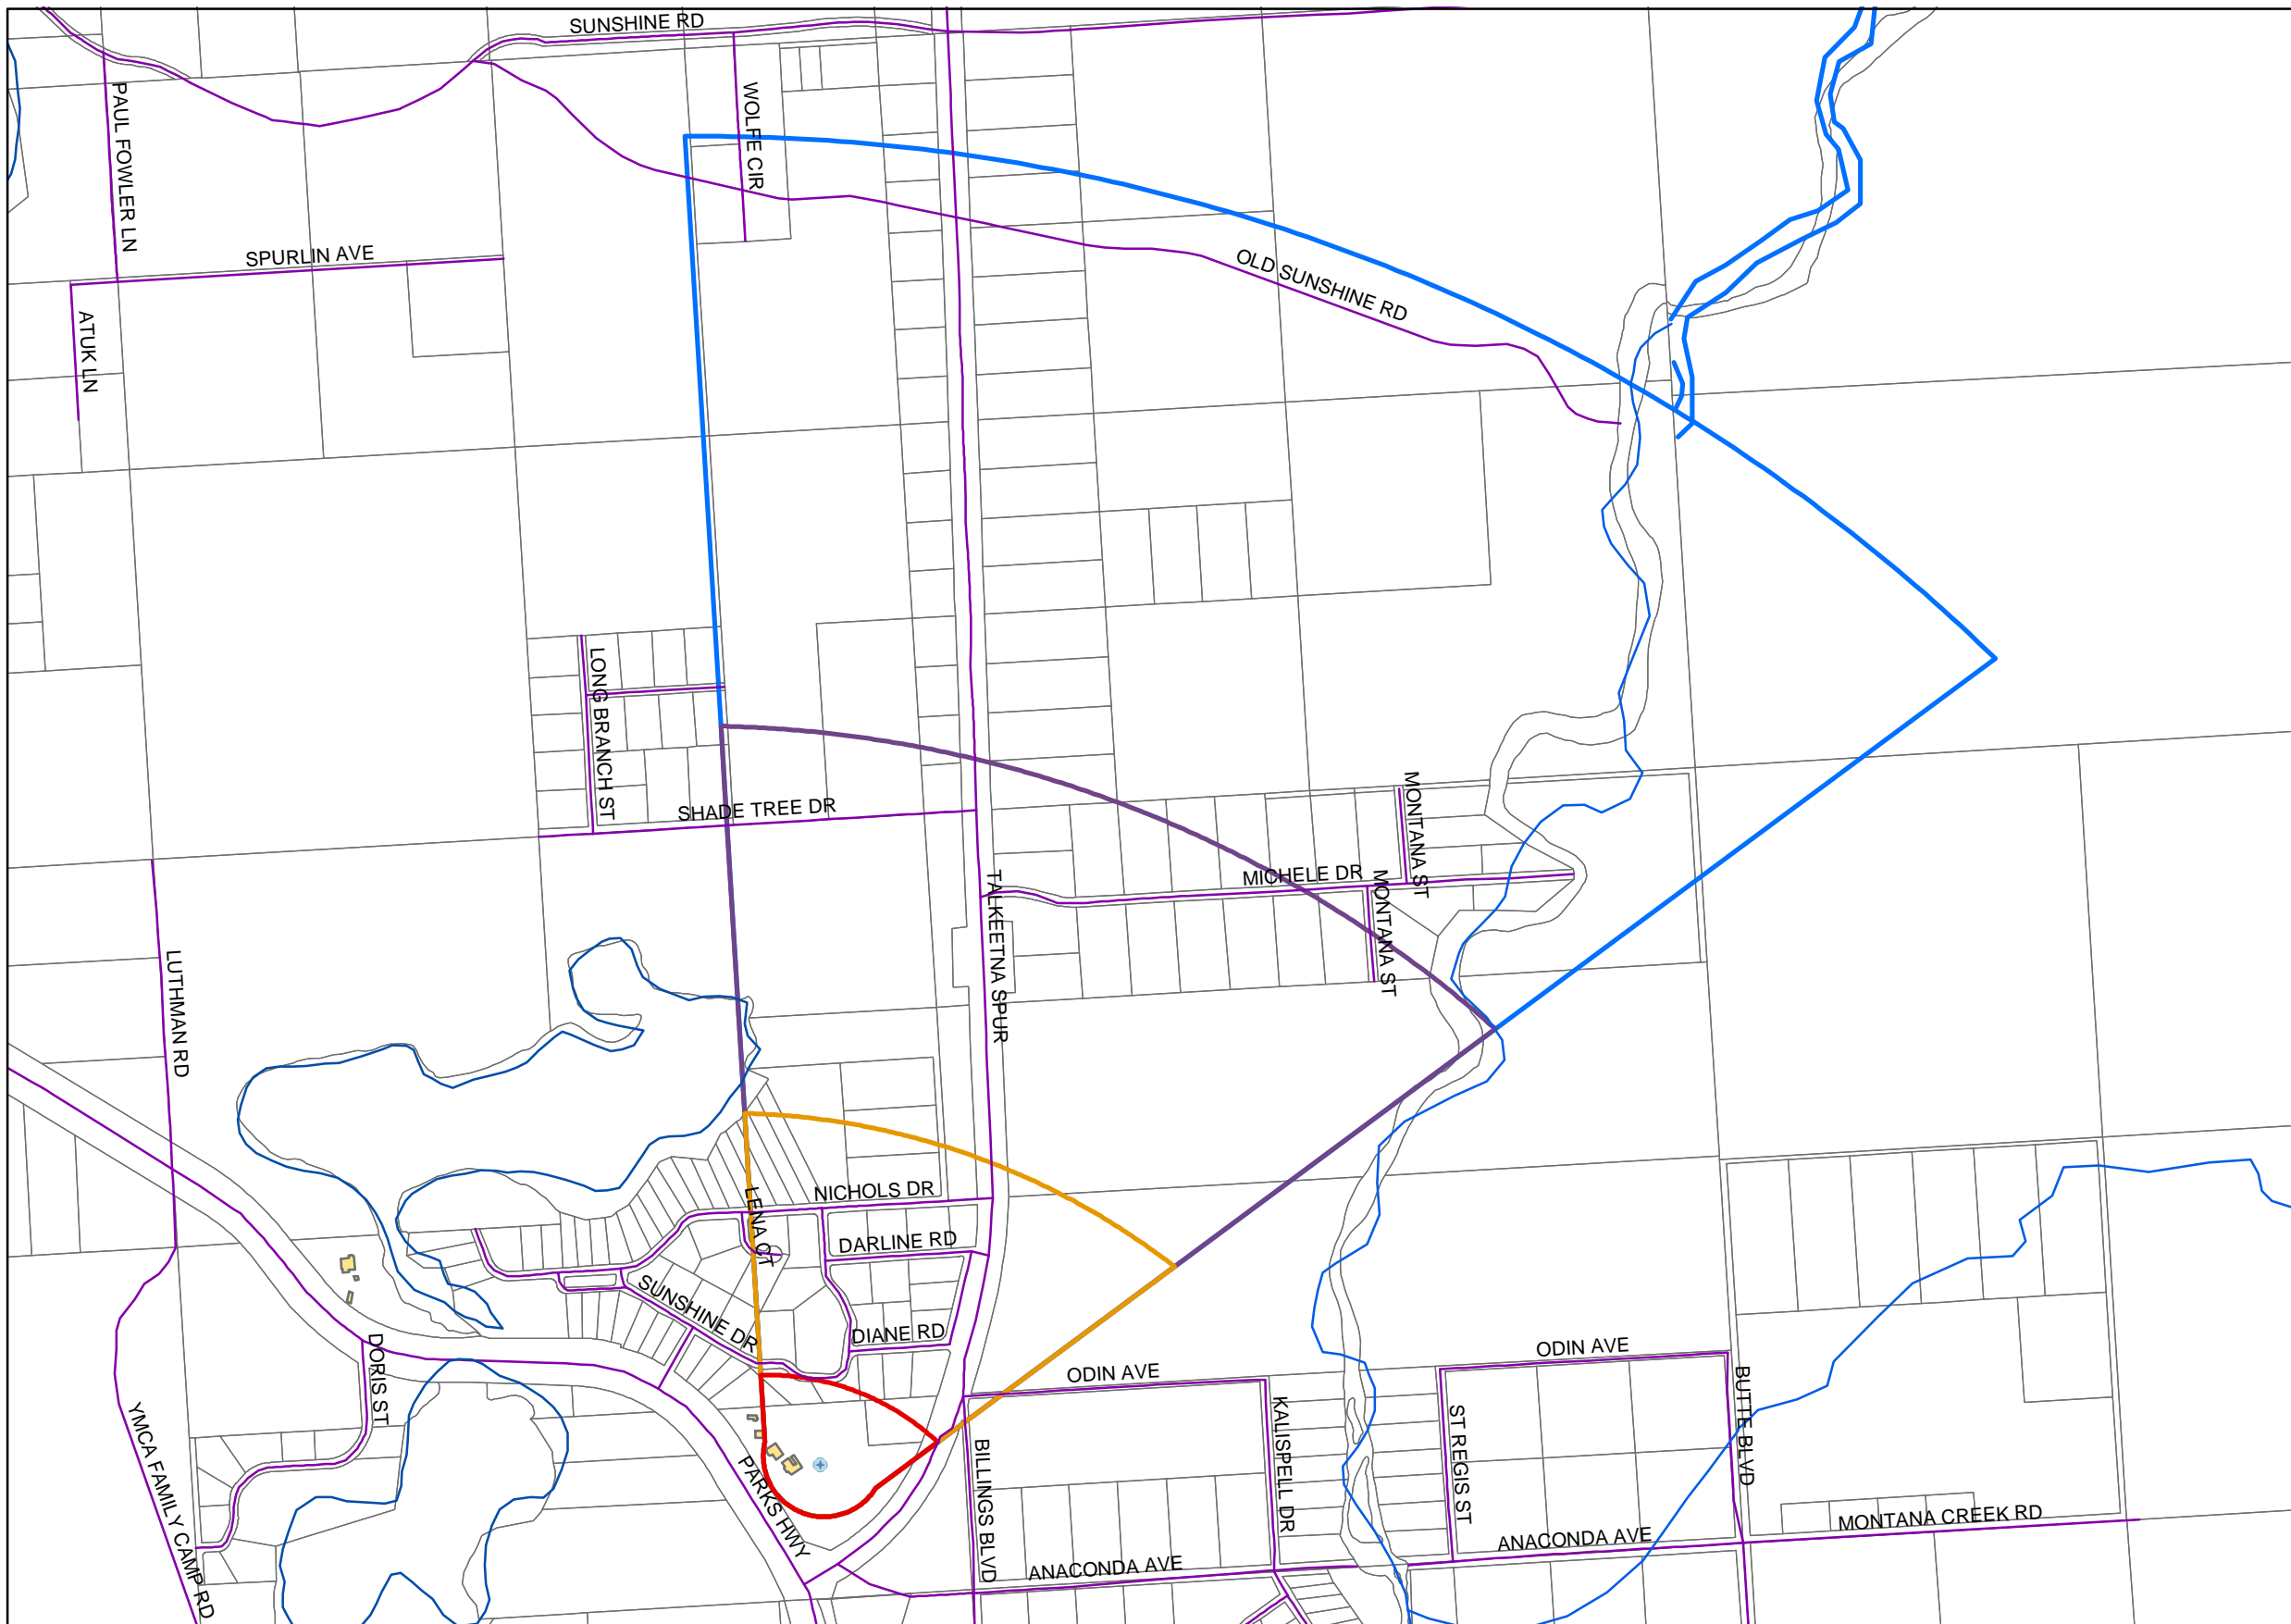 SUNSHINE RD
PAUL FOWLER LN
WOLFE CIR
SPURLIN AVE
OLD SUNSHINE RD
ATUK LN
LONG BRANCH ST
SHADE TREE DR
MONTANA ST
MICHELE DR
MONTANA ST
TALKEETNA SPUR
LUTHMAN RD
NICHOLS DR
LENA CT
DARLINE RD
SUNSHINE DR
DIANE RD
DORIS ST
ODIN AVE
ODIN AVE
BUTTE BLVD
KALISPELL DR
ST REGIS ST
YMCA FAMILY CAMP RD
PARKS HWY
BILLINGS BLVD
MONTANA CREEK RD
ANACONDA AVE
ANACONDA AVE